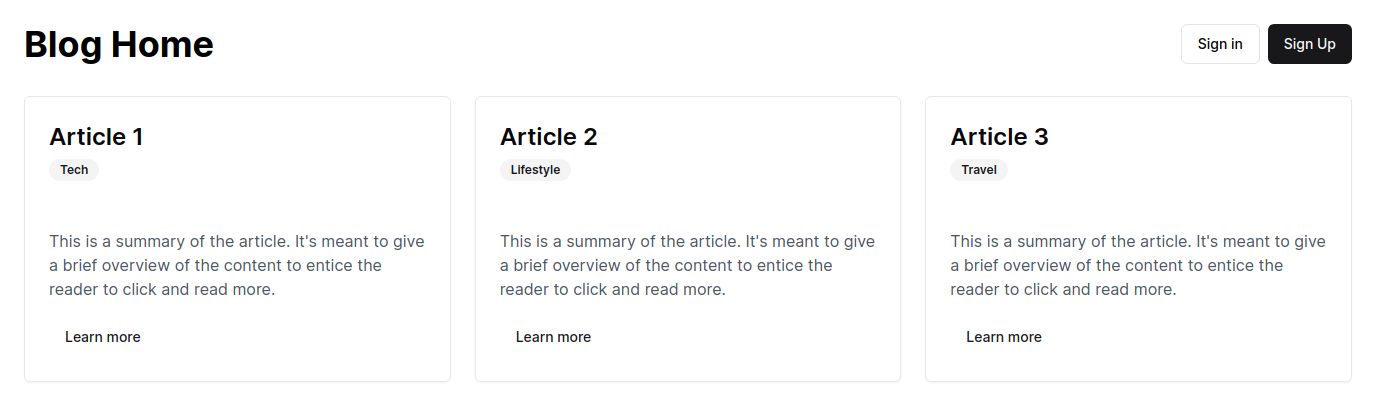 Blog Home
Sign in
Sign Up
Article 1
Tech
This is a summary of the article. It's meant to give
a brief overview of the content to entice the
reader to click and read more.
Learn more
Article 2
Lifestyle
This is a summary of the article. It's meant to give
a brief overview of the content to entice the
reader to click and read more.
Learn more
Article 3
Travel
This is a summary of the article. It's meant to give
a brief overview of the content to entice the
reader to click and read more.
Learn more